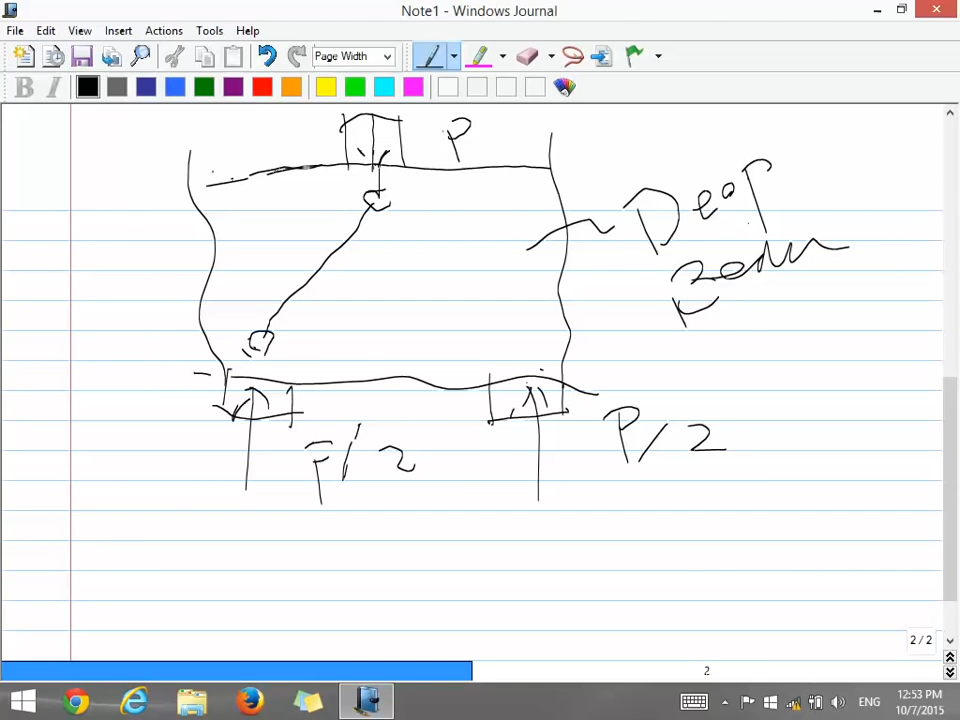 Note1 - Windows Journal
File Edit View Insert Actions Tools Help
Page Width
B I
P
Deep
P/2
P/2
2 / 2
2
ENG
12:53 PM
10/7/2015